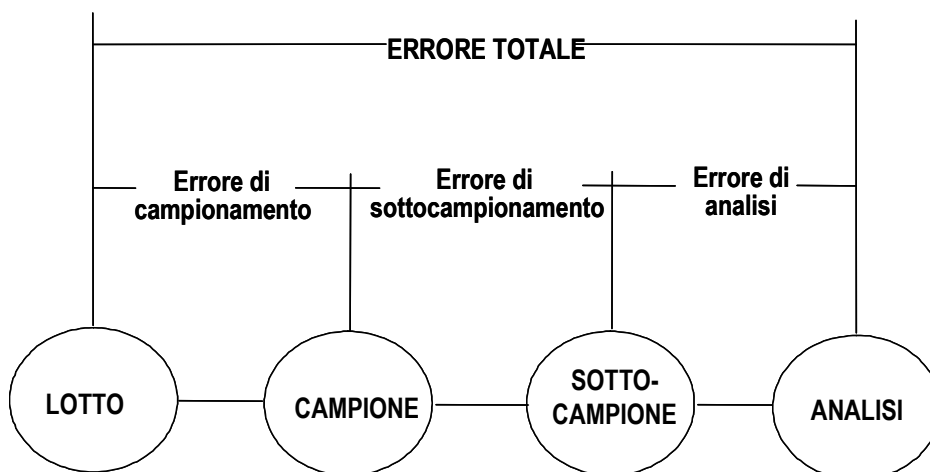 ERRORE TOTALE
Errore di
campionamento
Errore di
sottocampionamento
Errore di
analisi
LOTTO
CAMPIONE
SOTTO-
CAMPIONE
ANALISI